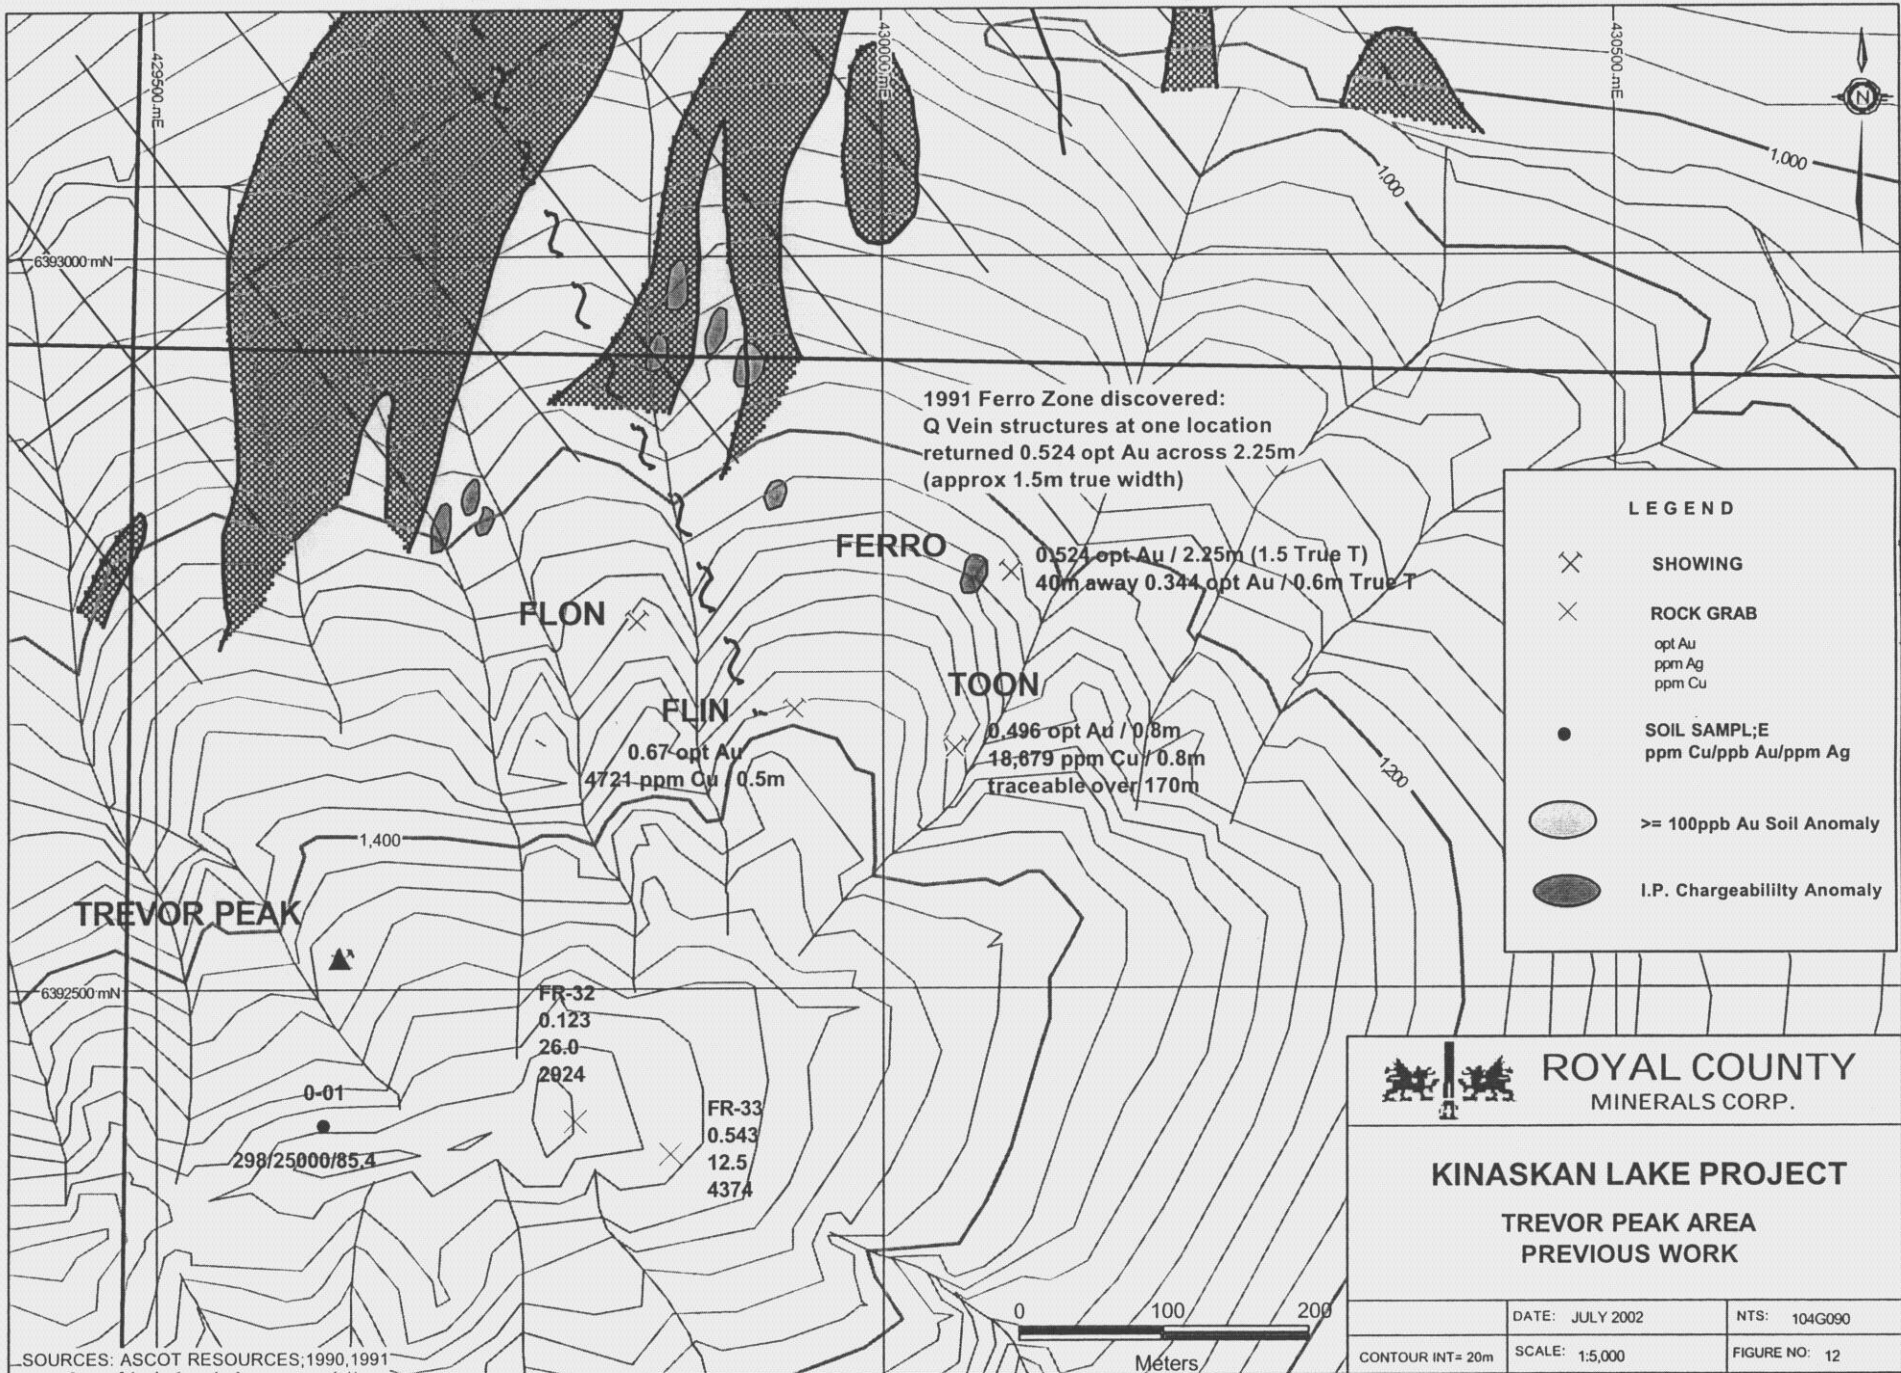 429500 mE
430000 mE
430500 mE
N
1,000
1,000
6393000 mN
1991 Ferro Zone discovered:
Q Vein structures at one location
returned 0.524 opt Au across 2.25m
(approx 1.5m true width)
FERRO
0.524 opt Au / 2.25m (1.5 True T)
40m away 0.344 opt Au / 0.6m True T
FLON
TOON
0.496 opt Au / 0.8m
18,679 ppm Cu / 0.8m
traceable over 170m
FLIN
0.67 opt Au
4721 ppm Cu / 0.5m
1200
1,400
TREVOR PEAK
6392500 mN
FR-32
0.123
26.0
2924
0-01
298/25000/85.4
FR-33
0.543
12.5
4374
LEGEND
SHOWING
ROCK GRAB
opt Au
ppm Ag
ppm Cu
SOIL SAMPL;E
ppm Cu/ppb Au/ppm Ag
>= 100ppb Au Soil Anomaly
I.P. Chargeabililty Anomaly
ROYAL COUNTY
MINERALS CORP.
KINASKAN LAKE PROJECT
TREVOR PEAK AREA
PREVIOUS WORK
DATE: JULY 2002
NTS: 104G090
CONTOUR INT= 20m
SCALE: 1:5,000
FIGURE NO: 12
0 100 200
Meters
SOURCES: ASCOT RESOURCES;1990,1991